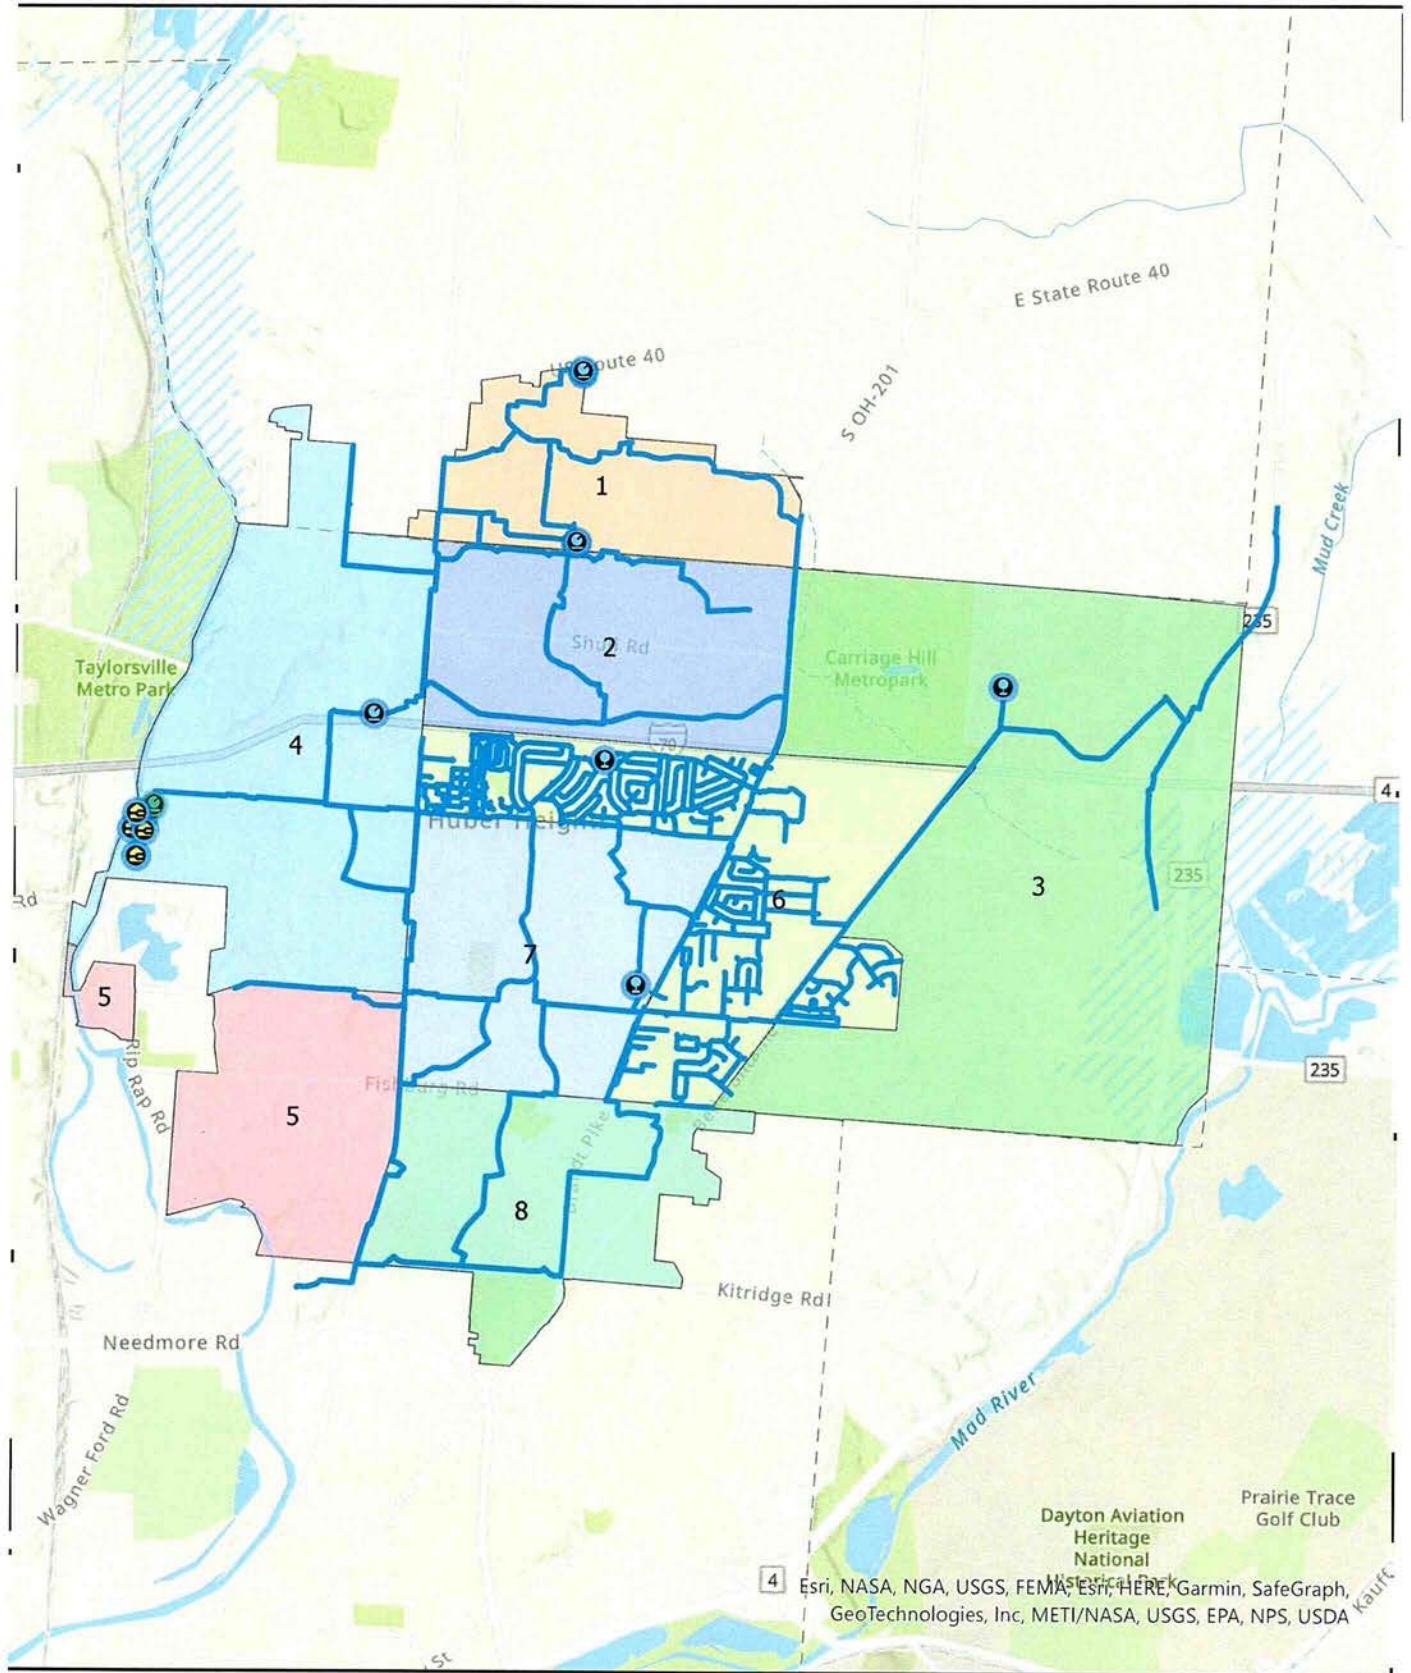 E State Route 40
US Route 40
S OH-201
1
Mud Creek
235
Shull Rd
2
Carriage Hill
Metropark
Taylorsville
Metro Park
4
70
4
Huber Heights
235
3
Rd
6
7
5
235
Rip Rap Rd
Fishburg Rd
5
Brandt Pike
8
Kitridge Rd
Needmore Rd
Mad River
Wagner Ford Rd
Prairie Trace
Golf Club
Dayton Aviation
Heritage
National
Historical Park
4
Esri, NASA, NGA, USGS, FEMA, Esri, HERE, Garmin, SafeGraph,
GeoTechnologies, Inc, METI/NASA, USGS, EPA, NPS, USDA
St